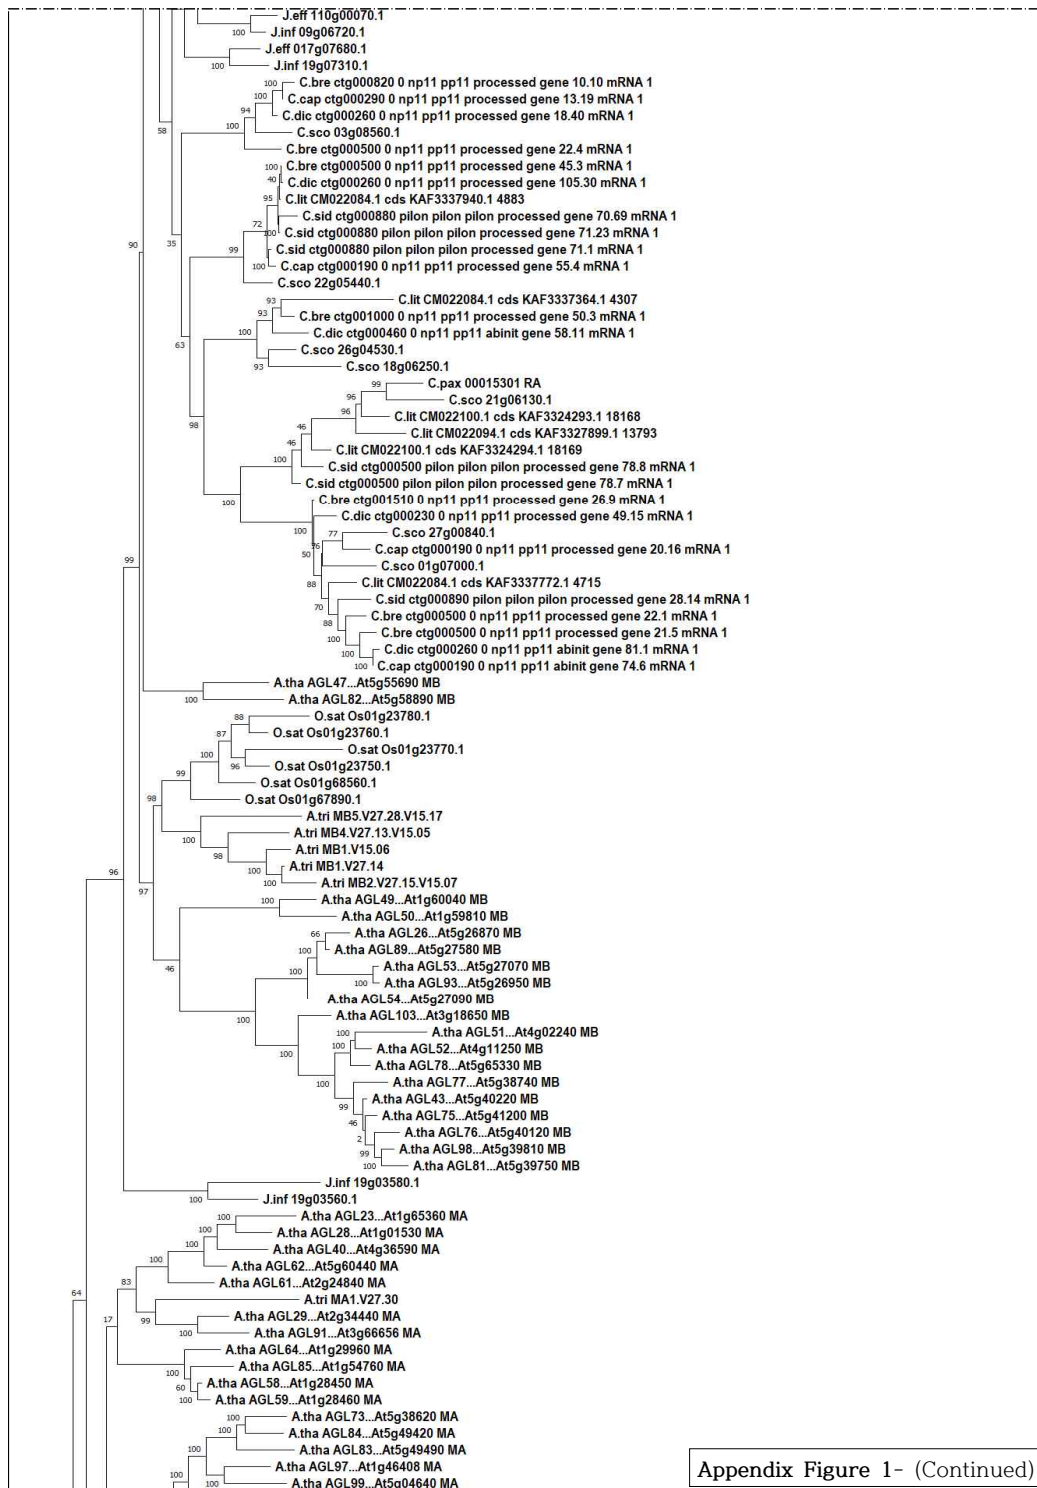 J.eff 110g00070.1
J.inf 09g06720.1
100
J.eff 017g07680.1
J.inf 19g07310.1
100
C.bre ctg000820 0 np11 pp11 processed gene 10.10 mRNA 1
100
C.cap ctg000290 0 np11 pp11 processed gene 13.19 mRNA 1
100
C.dic ctg000260 0 np11 pp11 processed gene 18.40 mRNA 1
94
58
100
C.sco 03g08560.1
C.bre ctg000500 0 np11 pp11 processed gene 22.4 mRNA 1
100
C.bre ctg000500 0 np11 pp11 processed gene 45.3 mRNA 1
40
C.dic ctg000260 0 np11 pp11 processed gene 105.30 mRNA 1
95
C.lit CM022084.1 cds KAF3337940.1 4883
C.sid ctg000880 pilon pilon pilon processed gene 70.69 mRNA 1
72
100
C.sid ctg000880 pilon pilon pilon processed gene 71.23 mRNA 1
90
35
99
C.sid ctg000880 pilon pilon pilon processed gene 71.1 mRNA 1
100
C.cap ctg000190 0 np11 pp11 processed gene 55.4 mRNA 1
C.sco 22g05440.1
93
C.lit CM022084.1 cds KAF3337364.1 4307
93
C.bre ctg001000 0 np11 pp11 processed gene 50.3 mRNA 1
100
C.dic ctg000460 0 np11 pp11 abinit gene 58.11 mRNA 1
63
C.sco 26g04530.1
93
C.sco 18g06250.1
99
C.pax 00015301 RA
96
C.sco 21g06130.1
96
C.lit CM022100.1 cds KAF3324293.1 18168
98
46
C.lit CM022094.1 cds KAF3327899.1 13793
46
C.lit CM022100.1 cds KAF3324294.1 18169
100
C.sid ctg000500 pilon pilon pilon processed gene 78.8 mRNA 1
C.sid ctg000500 pilon pilon pilon processed gene 78.7 mRNA 1
100
C.bre ctg001510 0 np11 pp11 processed gene 26.9 mRNA 1
C.dic ctg000230 0 np11 pp11 processed gene 49.15 mRNA 1
100
77
C.sco 27g00840.1
76
50
C.cap ctg000190 0 np11 pp11 processed gene 20.16 mRNA 1
99
C.sco 01g07000.1
88
C.lit CM022084.1 cds KAF3337772.1 4715
70
C.sid ctg000890 pilon pilon pilon processed gene 28.14 mRNA 1
88
C.bre ctg000500 0 np11 pp11 processed gene 22.1 mRNA 1
100
C.bre ctg000500 0 np11 pp11 processed gene 21.5 mRNA 1
C.dic ctg000260 0 np11 pp11 abinit gene 81.1 mRNA 1
100
C.cap ctg000190 0 np11 pp11 abinit gene 74.6 mRNA 1
A.tha AGL47...At5g55690 MB
100
A.tha AGL82...At5g58890 MB
88
O.sat Os01g23780.1
87
O.sat Os01g23760.1
100
O.sat Os01g23770.1
96
O.sat Os01g23750.1
99
O.sat Os01g68560.1
98
O.sat Os01g67890.1
A.tri MB5.V27.28.V15.17
100
A.tri MB4.V27.13.V15.05
98
A.tri MB1.V15.06
96
100
A.tri MB1.V27.14
100
A.tri MB2.V27.15.V15.07
97
100
A.tha AGL49...At1g60040 MB
A.tha AGL50...At1g59810 MB
66
A.tha AGL26...At5g26870 MB
100
A.tha AGL89...At5g27580 MB
46
100
A.tha AGL53...At5g27070 MB
100
A.tha AGL93...At5g26950 MB
A.tha AGL54...At5g27090 MB
100
A.tha AGL103...At3g18650 MB
100
A.tha AGL51...At4g02240 MB
100
100
A.tha AGL52...At4g11250 MB
A.tha AGL78...At5g65330 MB
100
A.tha AGL77...At5g38740 MB
99
A.tha AGL43...At5g40220 MB
46
A.tha AGL75...At5g41200 MB
2
A.tha AGL76...At5g40120 MB
99
A.tha AGL98...At5g39810 MB
100
A.tha AGL81...At5g39750 MB
J.inf 19g03580.1
100
J.inf 19g03560.1
100
A.tha AGL23...At1g65360 MA
100
A.tha AGL28...At1g01530 MA
100
A.tha AGL40...At4g36590 MA
100
A.tha AGL62...At5g60440 MA
83
A.tha AGL61...At2g24840 MA
64
A.tri MA1.V27.30
17
99
A.tha AGL29...At2g34440 MA
100
A.tha AGL91...At3g66656 MA
A.tha AGL64...At1g29960 MA
100
A.tha AGL85...At1g54760 MA
60
A.tha AGL58...At1g28450 MA
100
A.tha AGL59...At1g28460 MA
100
A.tha AGL73...At5g38620 MA
100
A.tha AGL84...At5g49420 MA
100
A.tha AGL83...At5g49490 MA
100
100
A.tha AGL97...At1g46408 MA
A.tha AGL99...At5g04640 MA
Appendix Figure 1- (Continued)